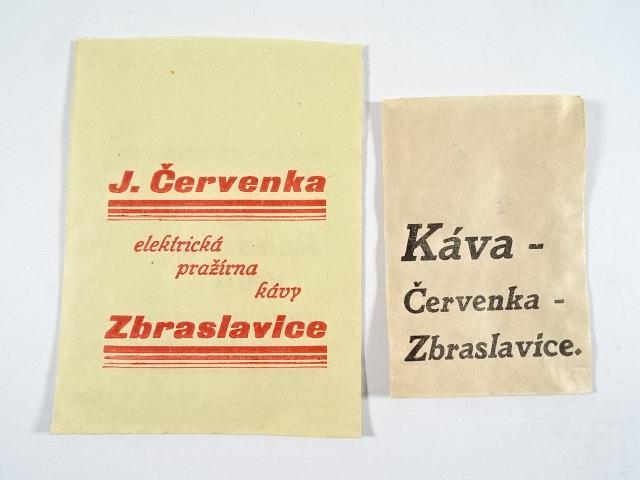 J. Červenka
elektrická
pražírna
kávy
Zbraslavice
Káva -
Červenka -
Zbraslavice.